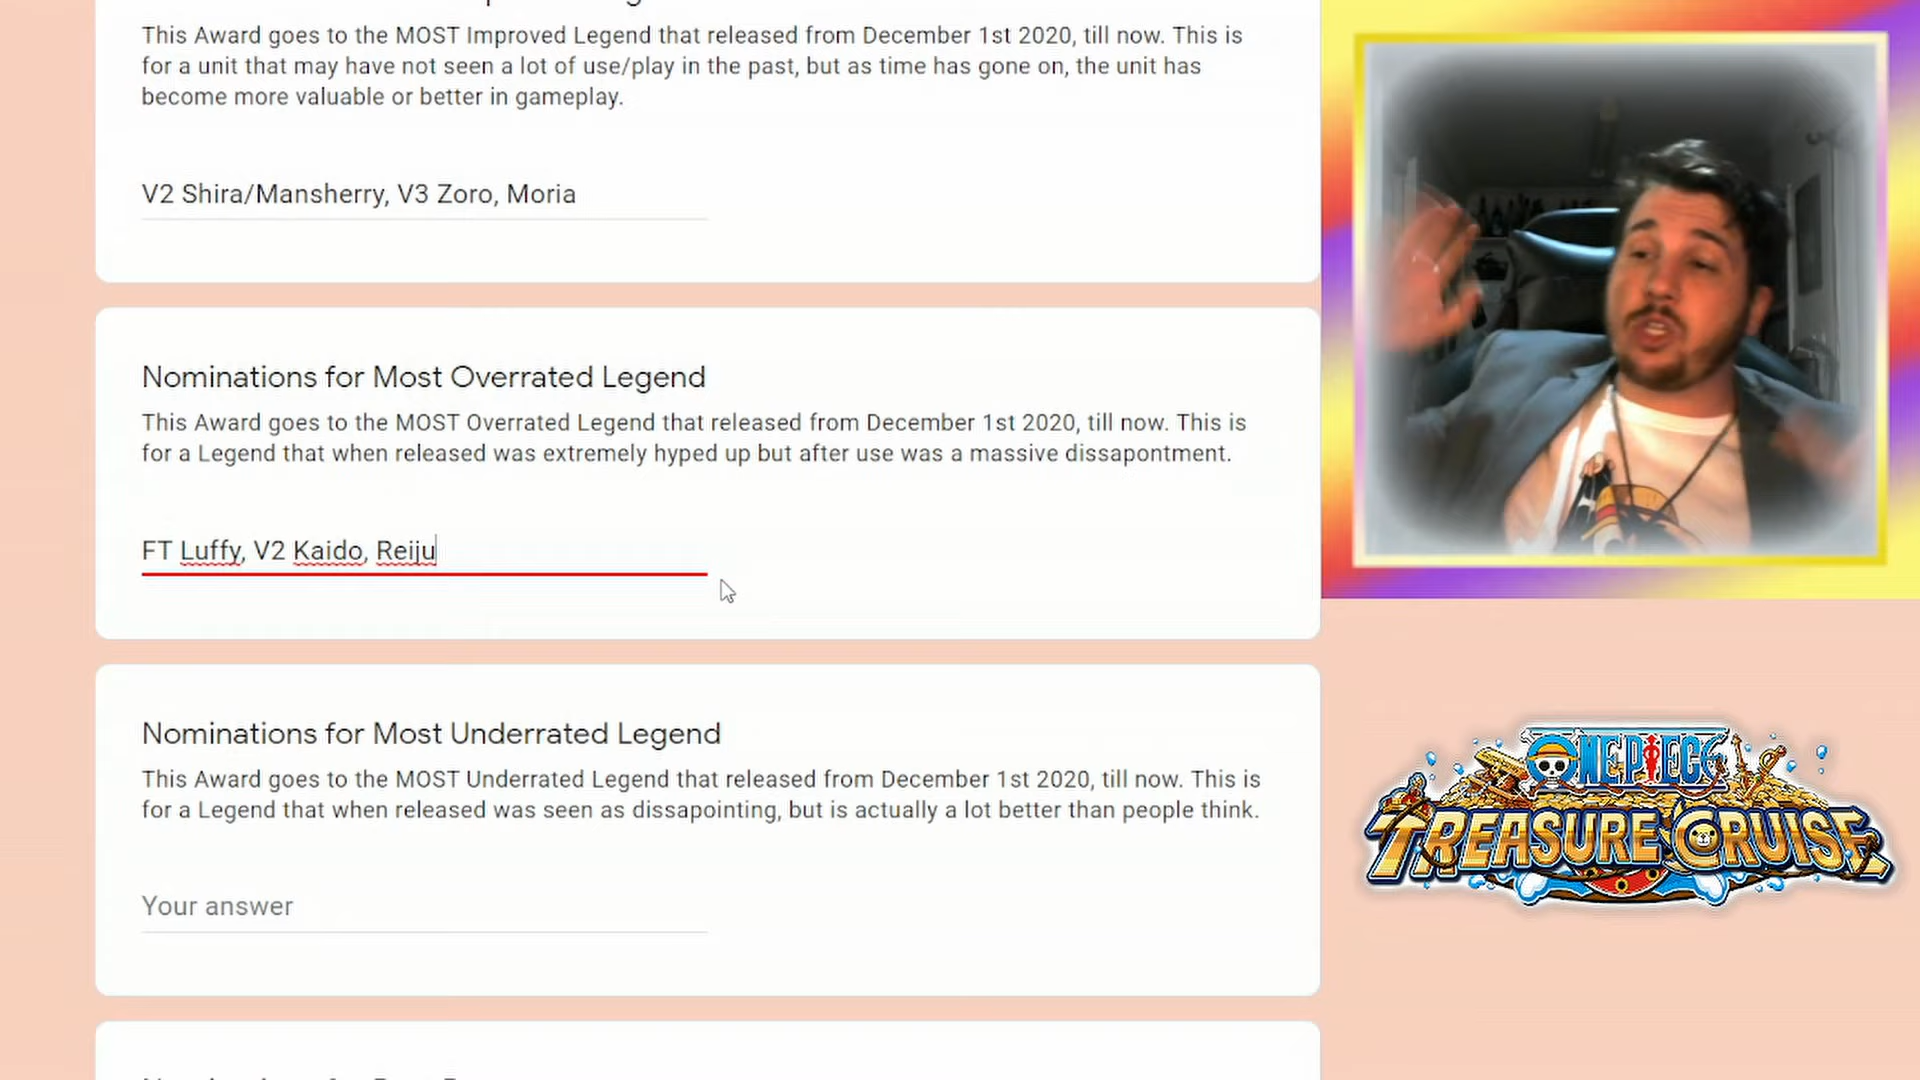 This Award goes to the MOST Improved Legend that released from December 1st 2020, till now. This is
for a unit that may have not seen a lot of use/play in the past, but as time has gone on, the unit has
become more valuable or better in gameplay.
V2 Shira/Mansherry, V3 Zoro, Moria
Nominations for Most Overrated Legend
This Award goes to the MOST Overrated Legend that released from December 1st 2020, till now. This is
for a Legend that when released was extremely hyped up but after use was a massive dissapontment.
FT Luffy, V2 Kaido, Reiju
Nominations for Most Underrated Legend
This Award goes to the MOST Underrated Legend that released from December 1st 2020, till now. This is
for a Legend that when released was seen as dissapointing, but is actually a lot better than people think.
Your answer
ONE PIECE
TREASURE CRUISE